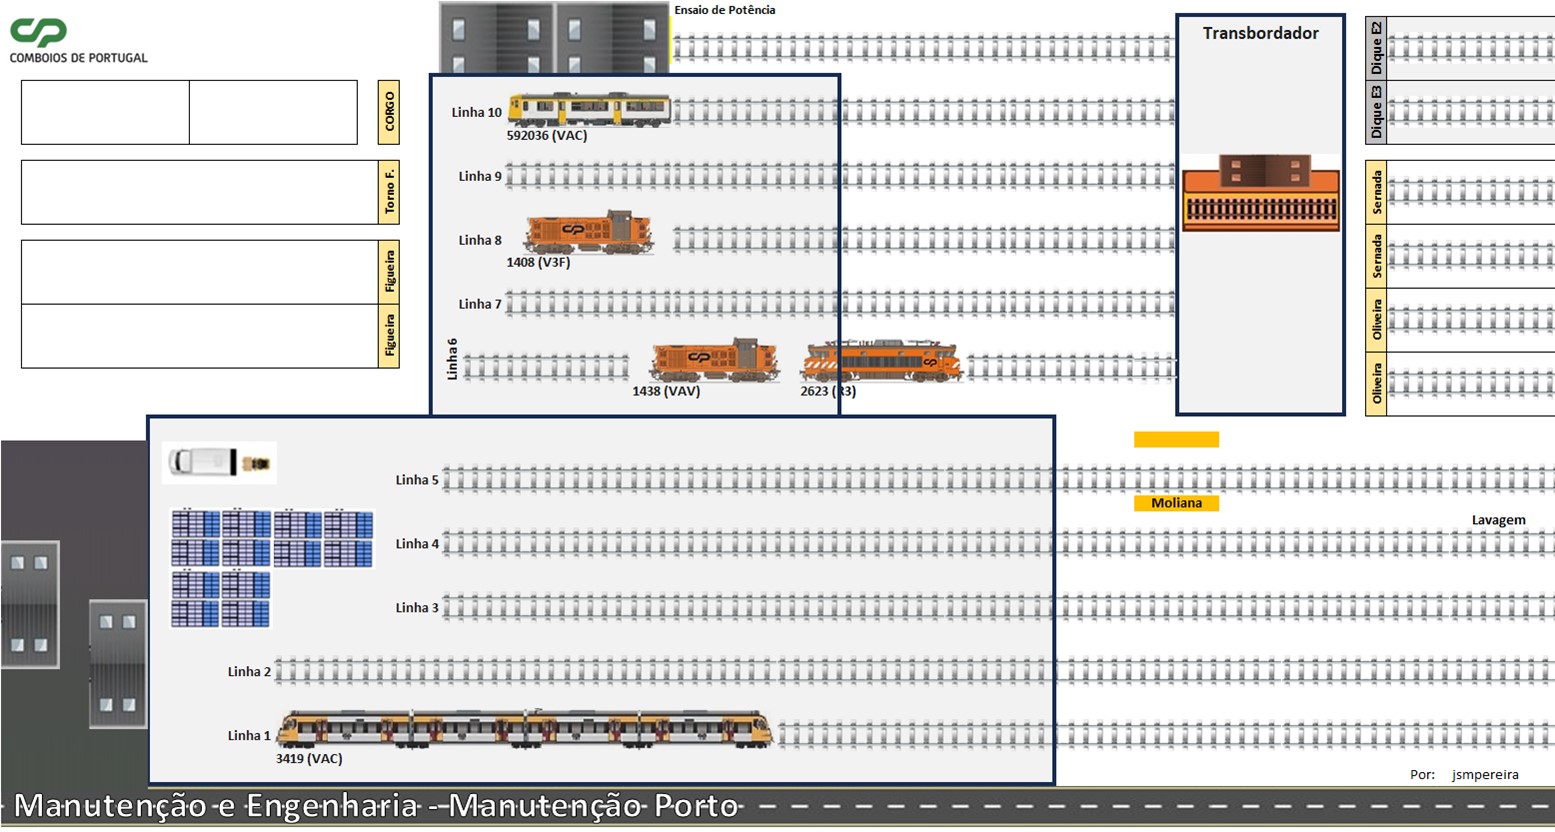 CP
COMBOIOS DE PORTUGAL
Ensaio de Potência
Transbordador
Dique E2
Dique E3
CORGO
Torno F.
Figueira
Figueira
Linha 10
592036 (VAC)
Linha 9
Linha 8
1408 (V3F)
Linha 7
Linha 6
1438 (VAV)
2623 (R3)
Sernada
Sernada
Oliveira
Oliveira
Linha 5
Moliana
Lavagem
Linha 4
Linha 3
Linha 2
Linha 1
3419 (VAC)
Por: jsmpereira
Manutenção e Engenharia - Manutenção Porto